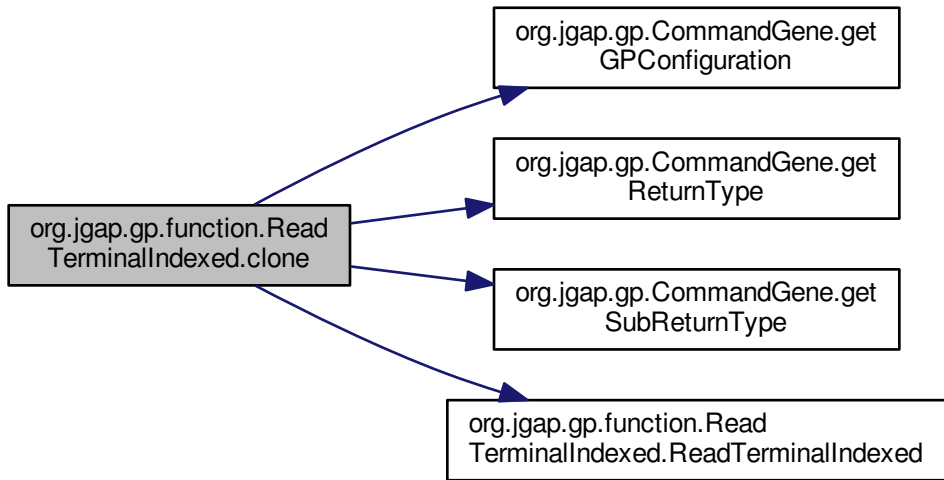 org.jgap.gp.CommandGene.get
GPConfiguration
org.jgap.gp.CommandGene.get
ReturnType
org.jgap.gp.function.Read
TerminalIndexed.clone
org.jgap.gp.CommandGene.get
SubReturnType
org.jgap.gp.function.Read
TerminalIndexed.ReadTerminalIndexed